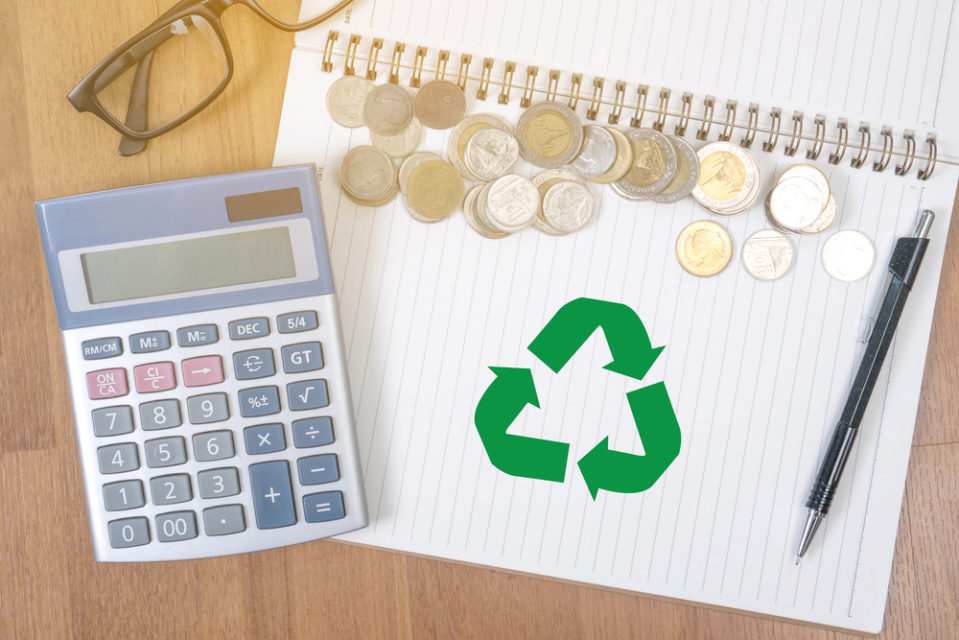 DATE
RM/CM M± M= DEC 5/4
ON/CA CI/C → GT
7 8 9 %± √
4 5 6 × ÷
1 2 3 + −
0 00 . =